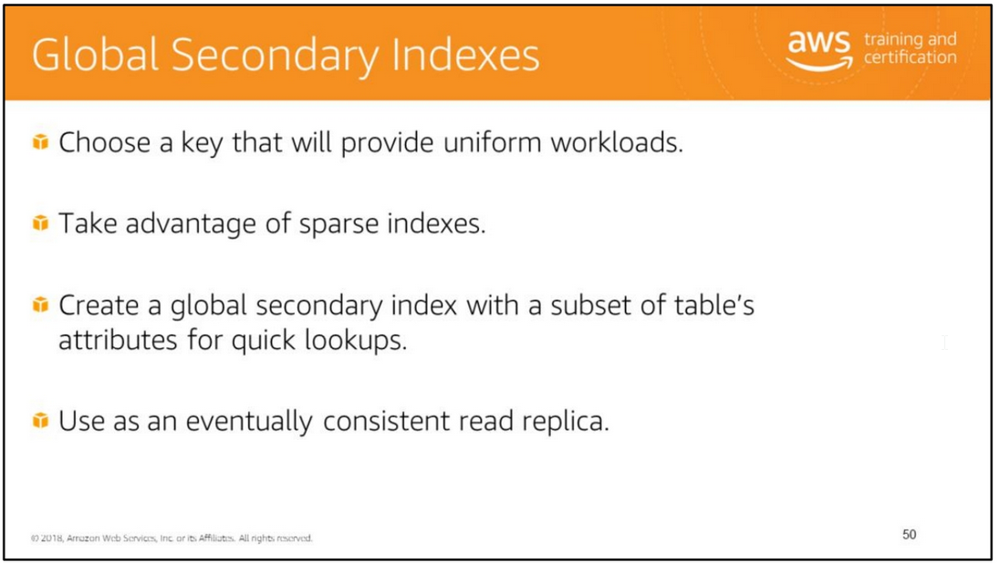 Global Secondary Indexes
aws training and
certification
Choose a key that will provide uniform workloads.
Take advantage of sparse indexes.
Create a global secondary index with a subset of table's
attributes for quick lookups.
Use as an eventually consistent read replica.
© 2018, Amazon Web Services, Inc. or its Affiliates. All rights reserved.
50